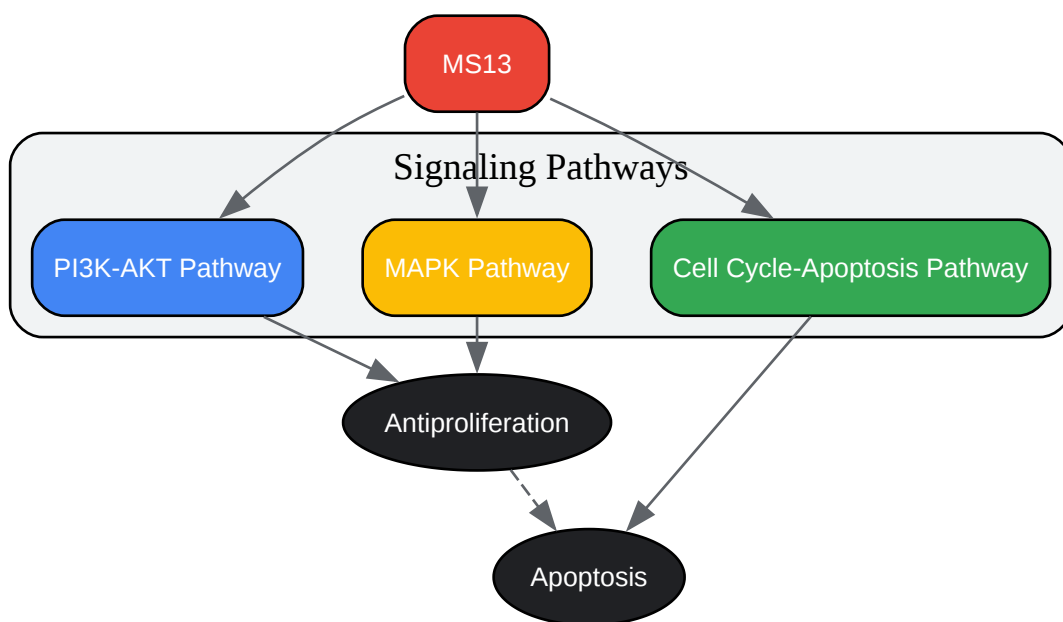 MS13
Signaling Pathways
PI3K-AKT Pathway
MAPK Pathway
Cell Cycle-Apoptosis Pathway
Antiproliferation
Apoptosis